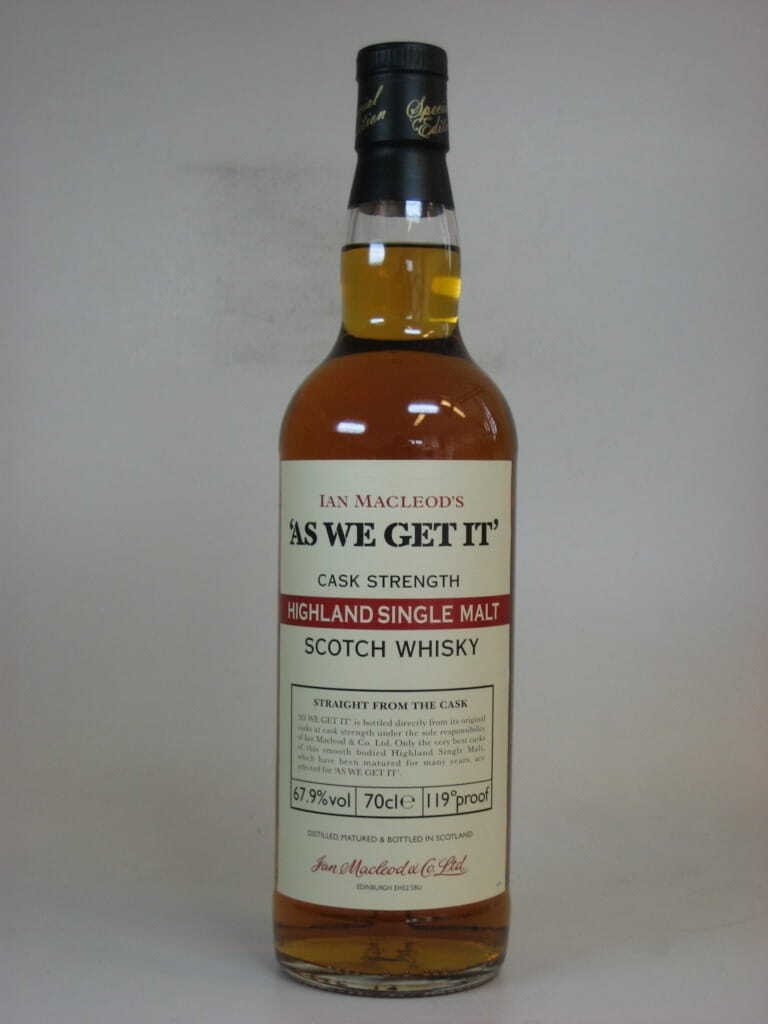 Special
Edition
IAN MACLEOD'S
'AS WE GET IT'
CASK STRENGTH
HIGHLAND SINGLE MALT
SCOTCH WHISKY
STRAIGHT FROM THE CASK
'AS WE GET IT' is bottled directly from its original
casks at cask strength under the sole responsibility
of Ian Macleod & Co. Ltd. Only the very best casks
of this smooth bodied Highland Single Malt,
which have been matured for many years, are
selected for 'AS WE GET IT'.
67.9%vol 70cl℮ 119°proof
DISTILLED, MATURED & BOTTLED IN SCOTLAND
Ian Macleod & Co. Ltd.
EDINBURGH EH52 5BU